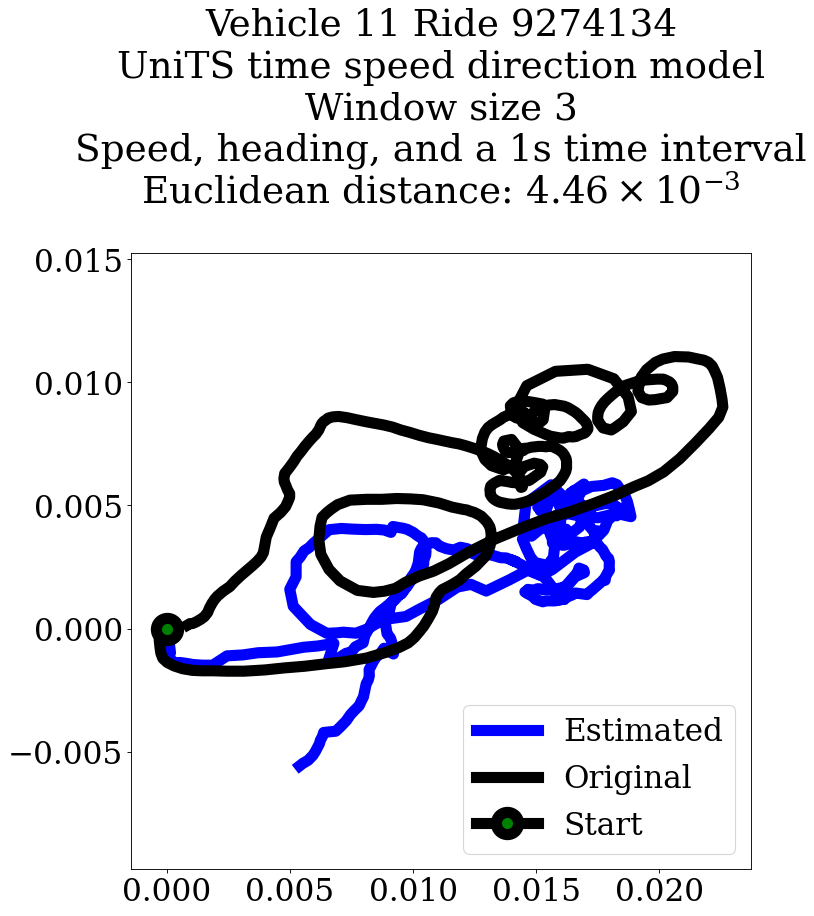 Vehicle 11 Ride 9274134
UniTS time speed direction model
Window size 3
Speed, heading, and a 1s time interval
Euclidean distance: 4.46 × 10⁻³
0.015
0.010
0.005
0.000
−0.005
Estimated
Original
Start
0.000 0.005 0.010 0.015 0.020